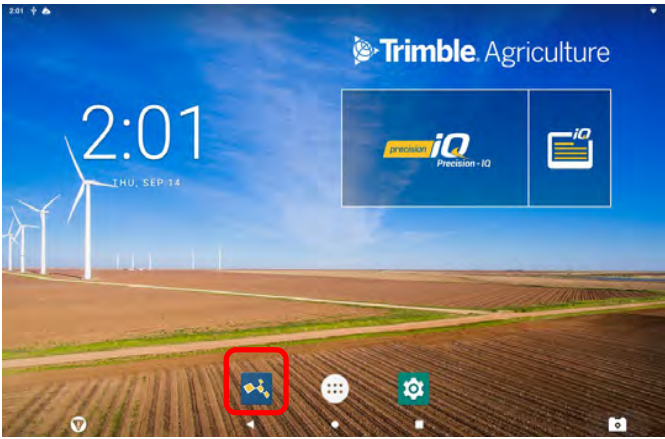 2:01
Trimble. Agriculture
2:01
THU, SEP 14
precision iQ
Precision - IQ
iQ